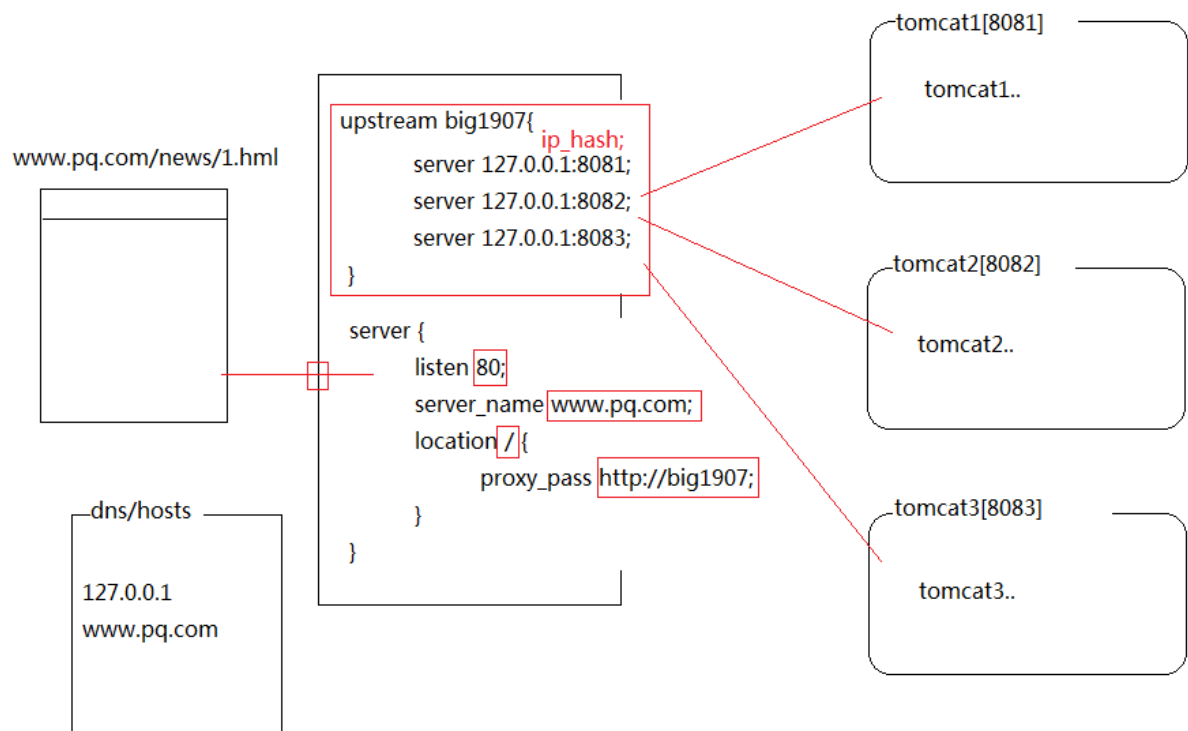 www.pq.com/news/1.hml
dns/hosts
127.0.0.1
www.pq.com
upstream big1907{
ip_hash;
server 127.0.0.1:8081;
server 127.0.0.1:8082;
server 127.0.0.1:8083;
}
server {
listen 80;
server_name www.pq.com;
location / {
proxy_pass http://big1907;
}
}
tomcat1[8081]
tomcat1..
tomcat2[8082]
tomcat2..
tomcat3[8083]
tomcat3..